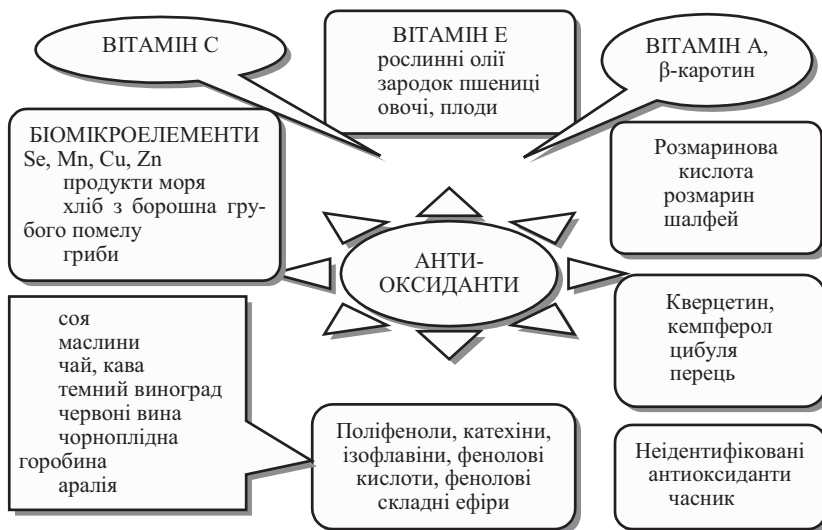 ВІТАМІН С
ВІТАМІН Е
рослинні олії
зародок пшениці
овочі, плоди
ВІТАМІН А,
β-каротин
БІОМІКРОЕЛЕМЕНТИ
Se, Mn, Cu, Zn
продукти моря
хліб з борошна гру-
бого помелу
гриби
Розмаринова
кислота
розмарин
шалфей
АНТИ-
ОКСИДАНТИ
соя
маслини
чай, кава
темний виноград
червоні вина
чорноплідна
горобина
аралія
Кверцетин,
кемпферол
цибуля
перець
Поліфеноли, катехіни,
ізофлавіни, фенолові
кислоти, фенолові
складні ефіри
Неідентифіковані
антиоксиданти
часник